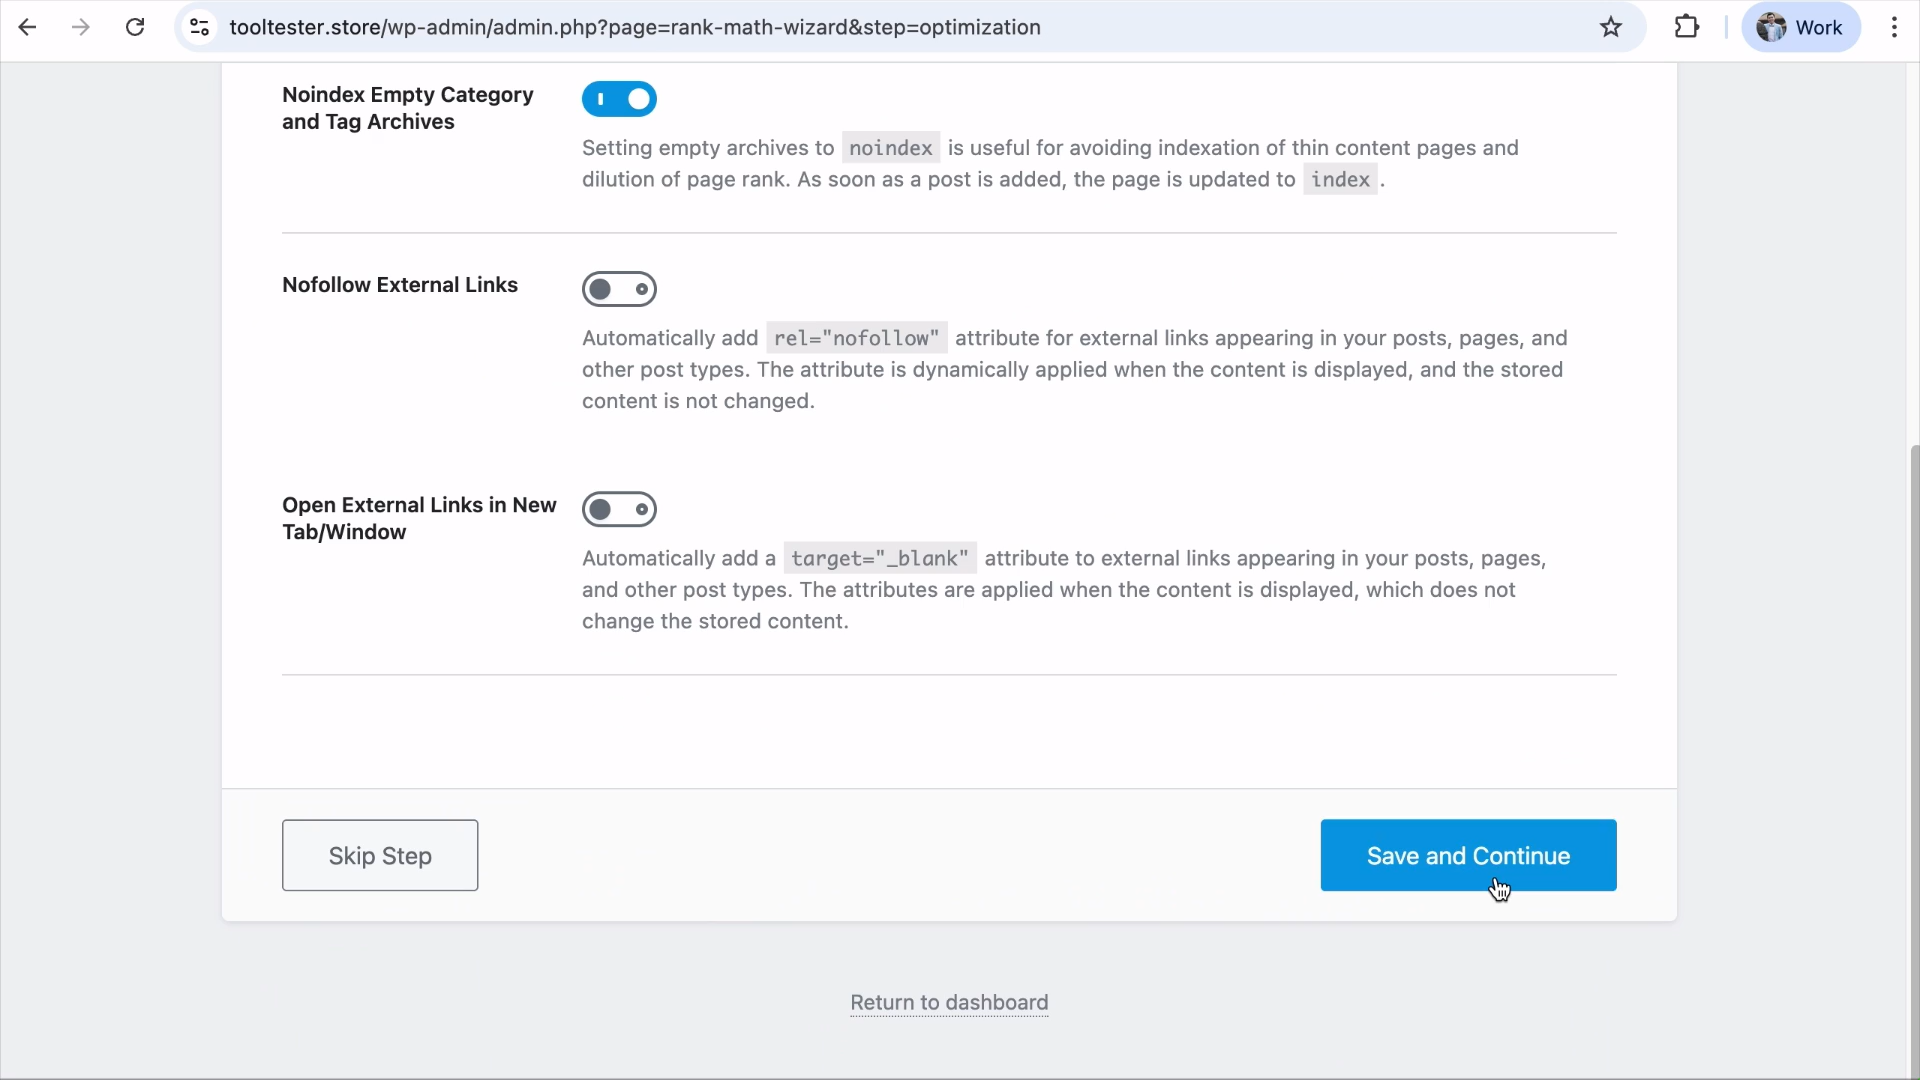 tooltester.store/wp-admin/admin.php?page=rank-math-wizard&step=optimization
Work
Noindex Empty Category
and Tag Archives
Setting empty archives to noindex is useful for avoiding indexation of thin content pages and
dilution of page rank. As soon as a post is added, the page is updated to index .
Nofollow External Links
Automatically add rel="nofollow" attribute for external links appearing in your posts, pages, and
other post types. The attribute is dynamically applied when the content is displayed, and the stored
content is not changed.
Open External Links in New
Tab/Window
Automatically add a target="_blank" attribute to external links appearing in your posts, pages,
and other post types. The attributes are applied when the content is displayed, which does not
change the stored content.
Skip Step
Save and Continue
Return to dashboard